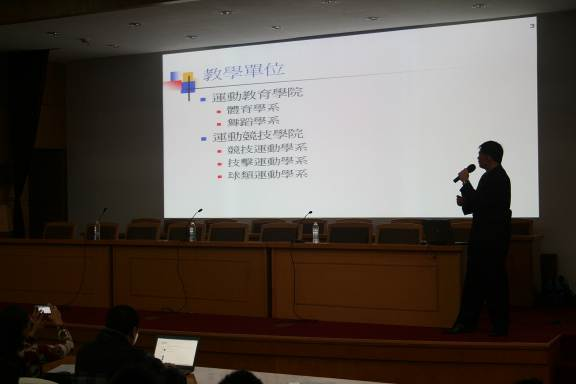 3
教學單位
運動教育學院
體育學系
舞蹈學系
運動競技學院
競技運動學系
技擊運動學系
球類運動學系